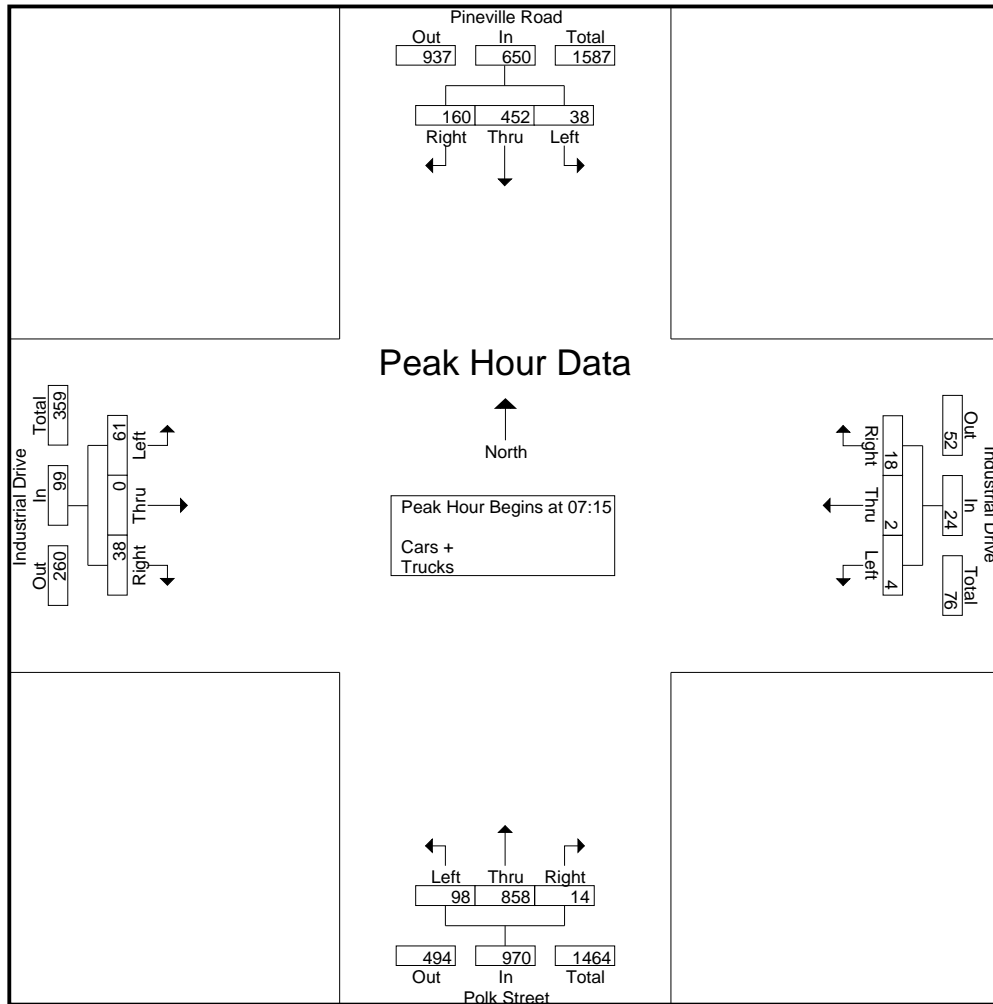 Pineville Road
Out In Total
937 650 1587
160 452 38
Right Thru Left
Peak Hour Data
North
Peak Hour Begins at 07:15
Cars +
Trucks
Industrial Drive
Total In Out
359 99 260
61 0 38
Left Thru Right
Industrial Drive
Out In Total
52 24 76
18 2 4
Right Thru Left
Left Thru Right
98 858 14
494 970 1464
Out In Total
Polk Street